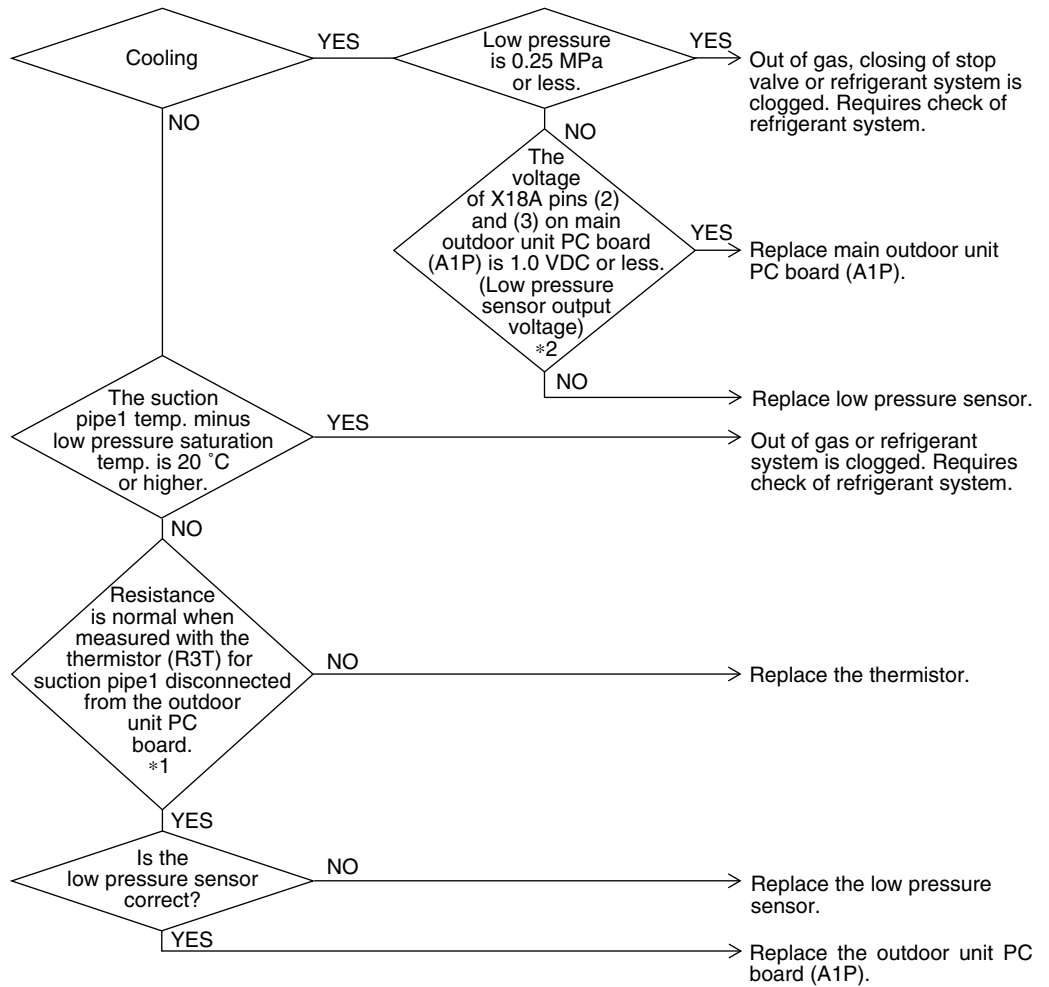 Cooling
YES
Low pressure
is 0.25 MPa
or less.
YES
Out of gas, closing of stop
valve or refrigerant system is
clogged. Requires check of
refrigerant system.
NO
NO
The
voltage
of X18A pins (2)
and (3) on main
outdoor unit PC board
(A1P) is 1.0 VDC or less.
(Low pressure
sensor output
voltage)
*2
YES
Replace main outdoor unit
PC board (A1P).
NO
Replace low pressure sensor.
The suction
pipe1 temp. minus
low pressure saturation
temp. is 20 ˚C
or higher.
YES
Out of gas or refrigerant
system is clogged. Requires
check of refrigerant system.
NO
Resistance
is normal when
measured with the
thermistor (R3T) for
suction pipe1 disconnected
from the outdoor
unit PC
board.
*1
NO
Replace the thermistor.
YES
Is the
low pressure sensor
correct?
NO
Replace the low pressure
sensor.
YES
Replace the outdoor unit PC
board (A1P).